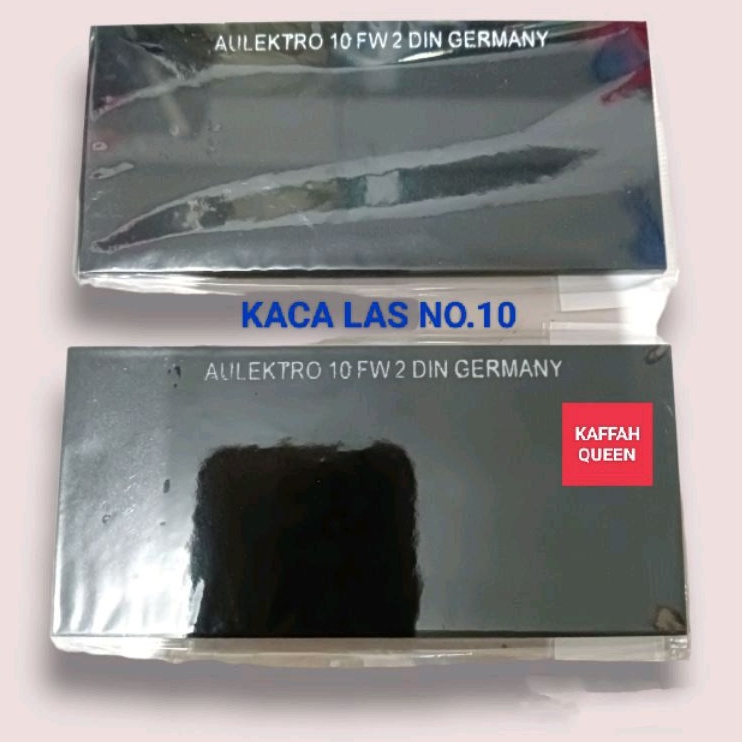 AULEKTRO 10 FW 2 DIN GERMANY
KACA LAS NO.10
AULEKTRO 10 FW 2 DIN GERMANY
KAFFAH
QUEEN